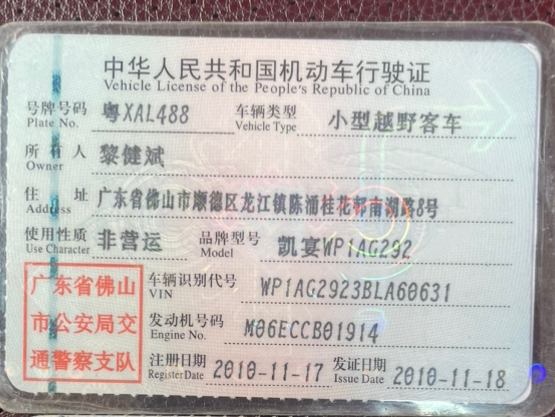 中华人民共和国机动车行驶证
Vehicle License of the People's Republic of China
号牌号码 粤XAL488 车辆类型 小型越野客车
Plate No. Vehicle Type
所有人 黎健斌
Owner
住址 广东省佛山市顺德区龙江镇陈涌桂花邨南湖路8号
Address
使用性质 非营运 品牌型号 凯宴WP1AG292
Use Character Model
广东省佛山市公安局交通警察支队
车辆识别代号 WP1AG2923BLA60631
VIN
发动机号码 M06ECCB01914
Engine No.
注册日期 2010-11-17 发证日期 2010-11-18
Register Date Issue Date